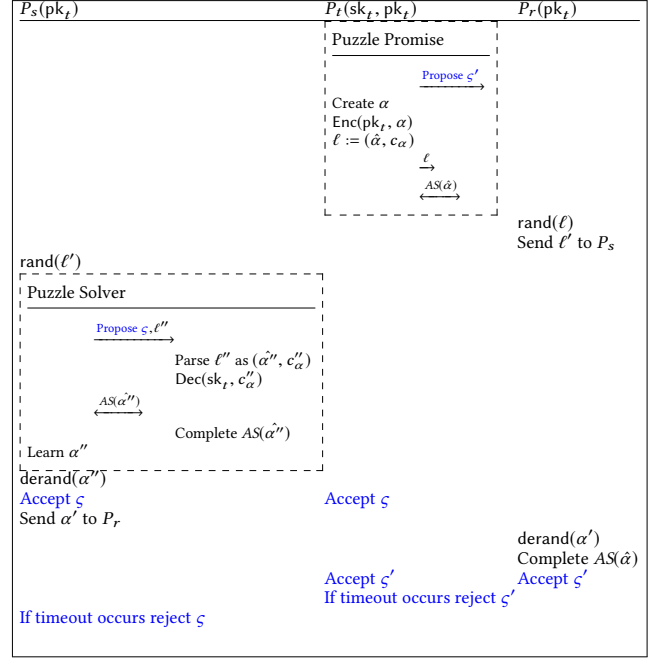 P_s(pk_t) P_t(sk_t, pk_t) P_r(pk_t)
Puzzle Promise
Propose ς′
Create α
Enc(pk_t, α)
ℓ := (α̂, c_α)
ℓ
AS(α̂)
rand(ℓ)
Send ℓ′ to P_s
rand(ℓ′)
Puzzle Solver
Propose ς,ℓ′′
Parse ℓ′′ as (α̂′′, c′′_α)
Dec(sk_t, c′′_α)
AS(α̂′′)
Complete AS(α̂′′)
Learn α′′
derand(α′′)
Accept ς Accept ς
Send α′ to P_r
derand(α′)
Complete AS(α̂)
Accept ς′ Accept ς′
If timeout occurs reject ς′
If timeout occurs reject ς